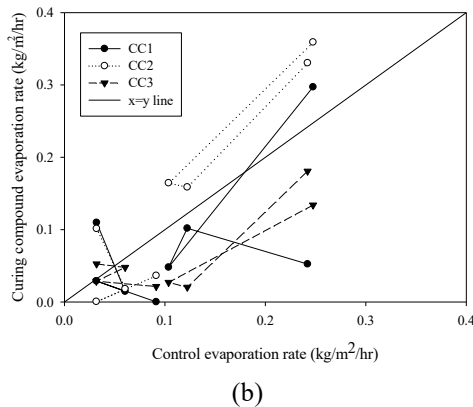 0.4
CC1
CC2
CC3
x=y line
0.3
0.2
0.1
0.0
0.0 0.1 0.2 0.3 0.4
Curing compound evaporation rate (kg/m²/hr)
Control evaporation rate (kg/m²/hr)
(b)